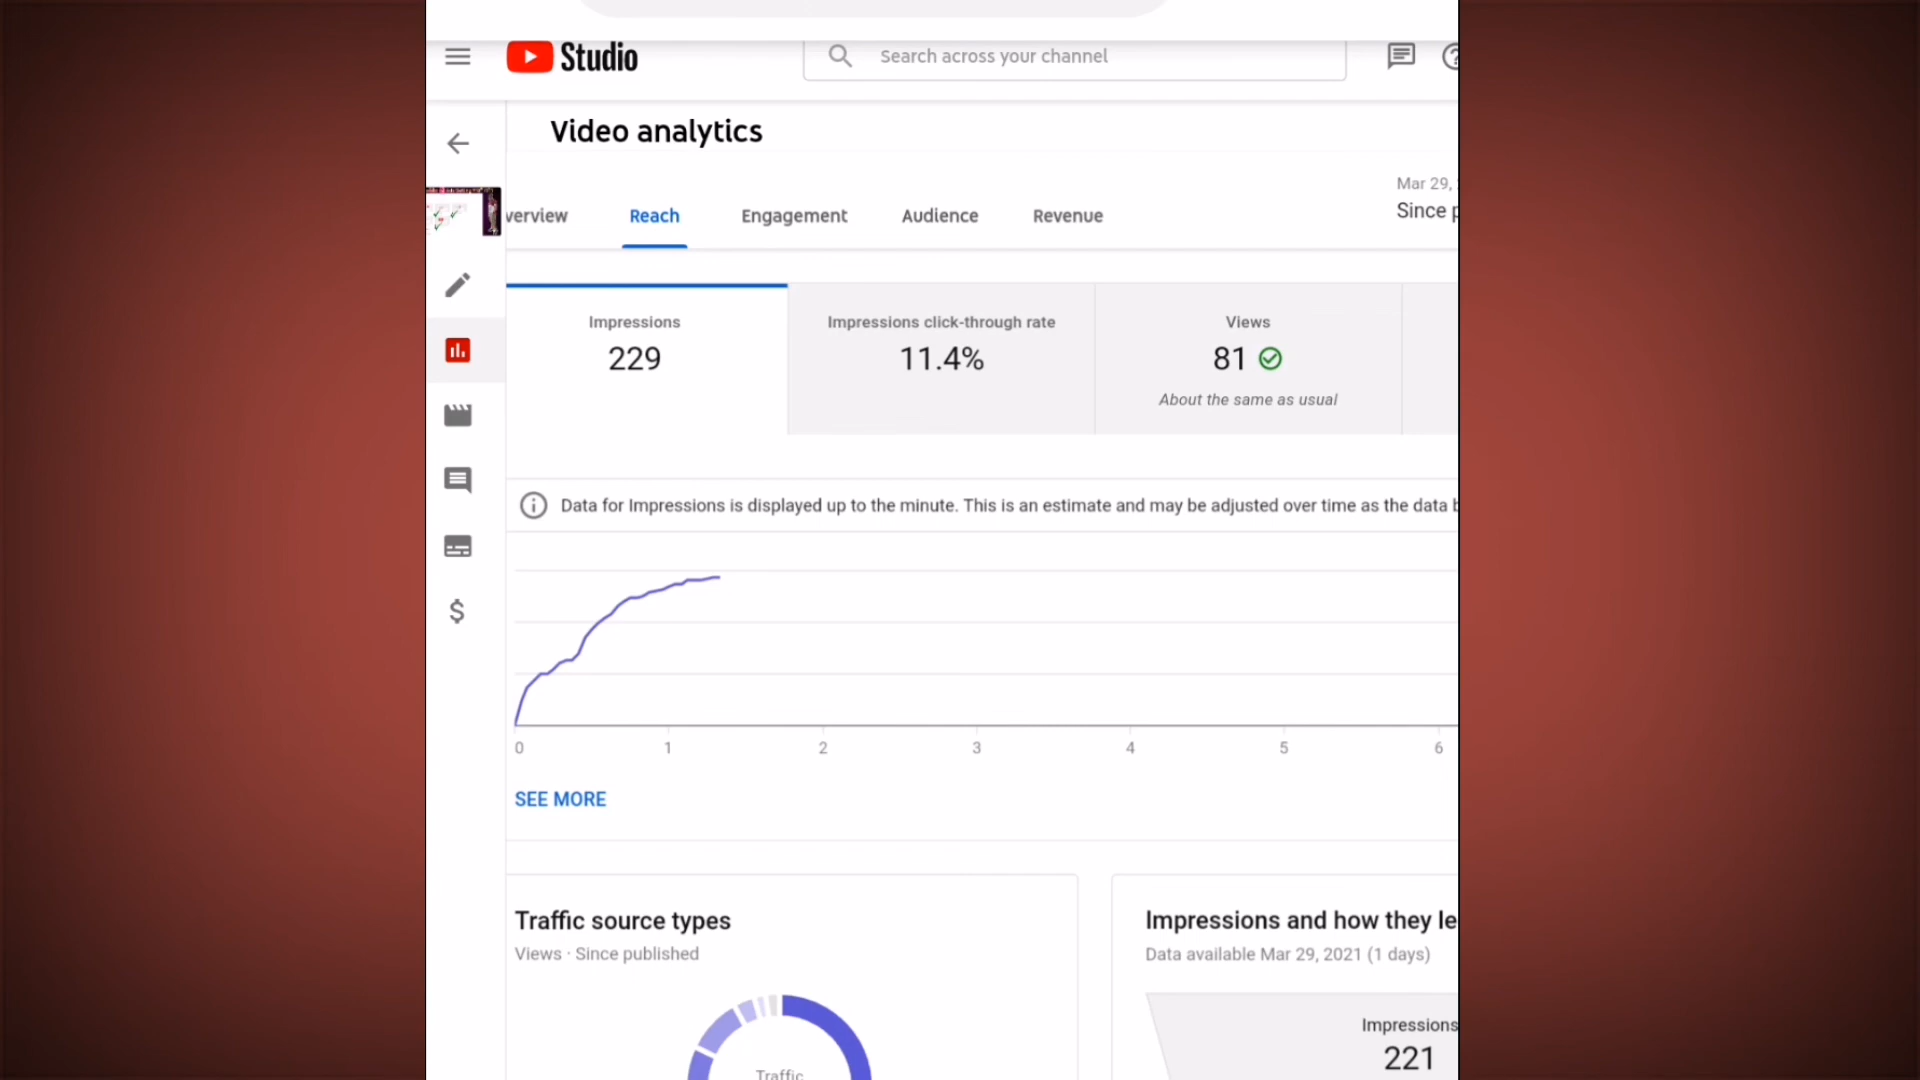 Studio
Search across your channel
Video analytics
Mar 29,
verview
Reach
Engagement
Audience
Revenue
Since p
Impressions
229
Impressions click-through rate
11.4%
Views
81
About the same as usual
Data for Impressions is displayed up to the minute. This is an estimate and may be adjusted over time as the data b
0
1
2
3
4
5
6
SEE MORE
Traffic source types
Views · Since published
Traffic
Impressions and how they le
Data available Mar 29, 2021 (1 days)
Impressions
221